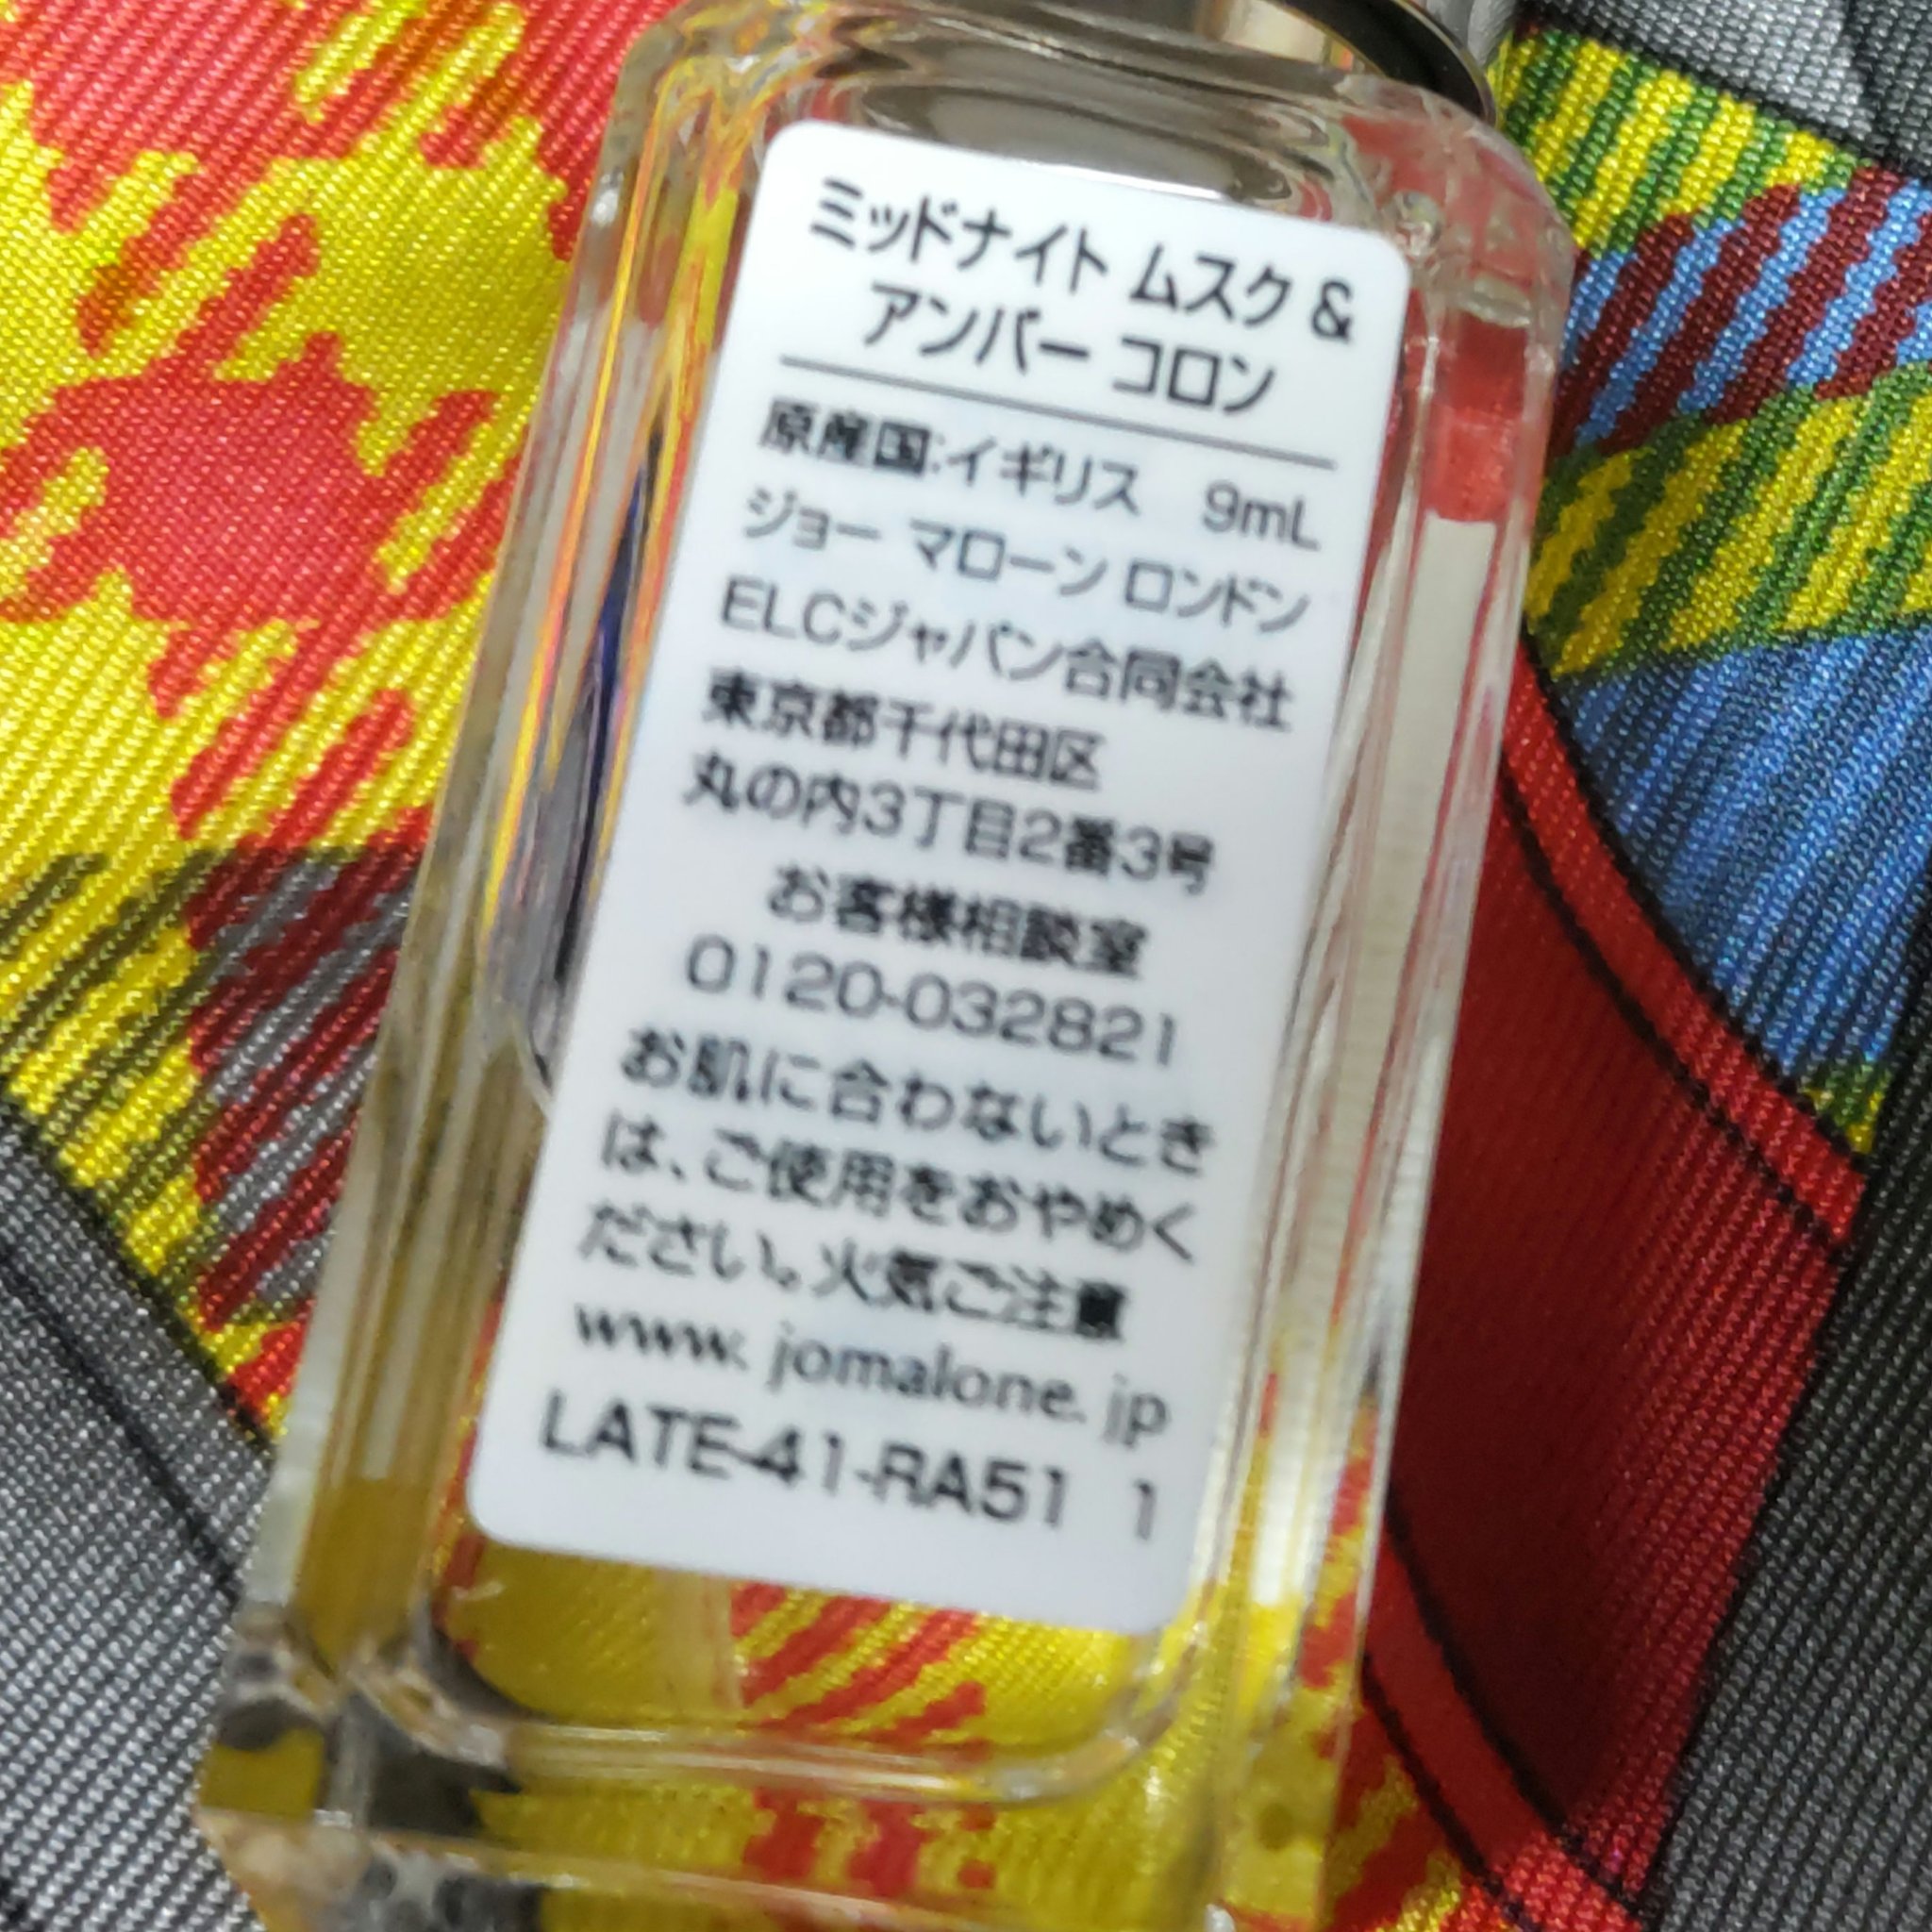 ミッドナイト ムスク &
アンバー コロン
原産国:イギリス 9mL
ジョー マローン ロンドン
ELCジャパン合同会社
東京都千代田区
丸の内3丁目2番3号
お客様相談室
0120-032821
お肌に合わないとき
は、ご使用をおやめく
ださい。火気ご注意
www. jomalone. jp
LATE-41-RA51 1